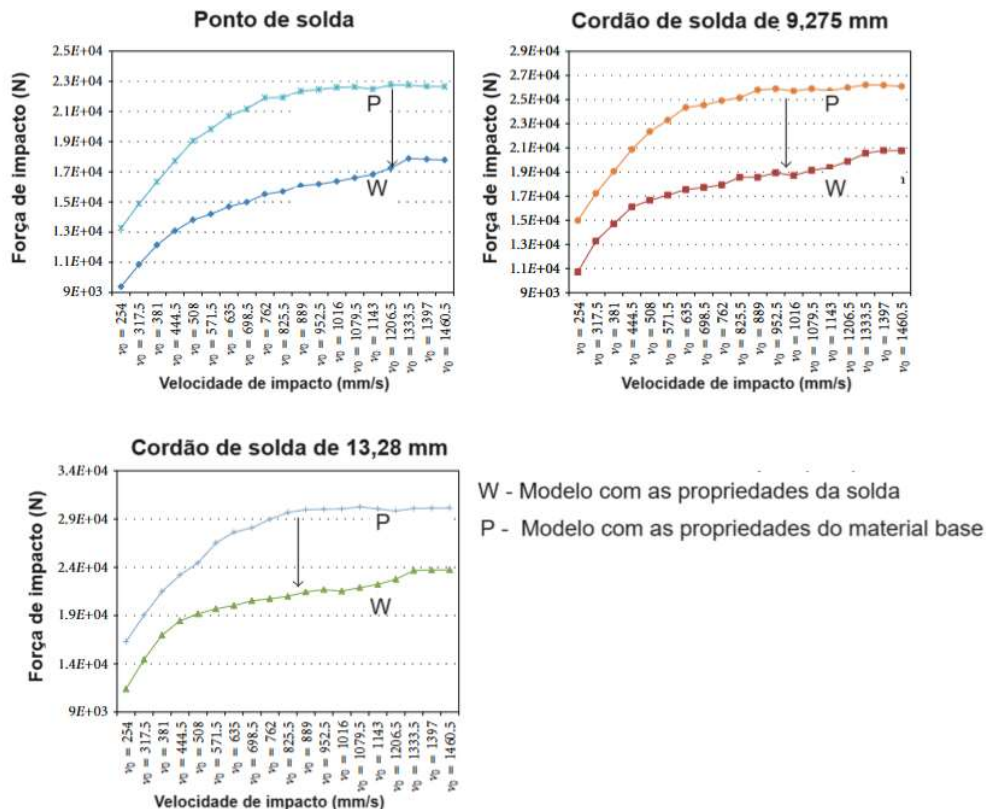 Ponto de solda
Força de impacto (N)
2.5E+04
2.3E+04
2.1E+04
1.9E+04
1.7E+04
1.5E+04
1.3E+04
1.1E+04
9E+03
P
W
v₀ = 254
v₀ = 317.5
v₀ = 381
v₀ = 444.5
v₀ = 508
v₀ = 571.5
v₀ = 635
v₀ = 698.5
v₀ = 762
v₀ = 825.5
v₀ = 889
v₀ = 952.5
v₀ = 1016
v₀ = 1079.5
v₀ = 1143
v₀ = 1206.5
v₀ = 1333.5
v₀ = 1397
v₀ = 1460.5
Velocidade de impacto (mm/s)
Cordão de solda de 9,275 mm
Força de impacto (N)
2.9E+04
2.7E+04
2.5E+04
2.3E+04
2.1E+04
1.9E+04
1.7E+04
1.5E+04
1.3E+04
1.1E+04
9E+03
P
W
v₀ = 254
v₀ = 317.5
v₀ = 381
v₀ = 444.5
v₀ = 508
v₀ = 571.5
v₀ = 635
v₀ = 698.5
v₀ = 762
v₀ = 825.5
v₀ = 889
v₀ = 952.5
v₀ = 1016
v₀ = 1079.5
v₀ = 1143
v₀ = 1206.5
v₀ = 1333.5
v₀ = 1397
v₀ = 1460.5
Velocidade de impacto (mm/s)
Cordão de solda de 13,28 mm
Força de impacto (N)
3.4E+04
2.9E+04
2.4E+04
1.9E+04
1.4E+04
9E+03
P
W
v₀ = 254
v₀ = 317.5
v₀ = 381
v₀ = 444.5
v₀ = 508
v₀ = 571.5
v₀ = 635
v₀ = 698.5
v₀ = 762
v₀ = 825.5
v₀ = 889
v₀ = 952.5
v₀ = 1016
v₀ = 1079.5
v₀ = 1143
v₀ = 1206.5
v₀ = 1333.5
v₀ = 1397
v₀ = 1460.5
Velocidade de impacto (mm/s)
W - Modelo com as propriedades da solda
P - Modelo com as propriedades do material base